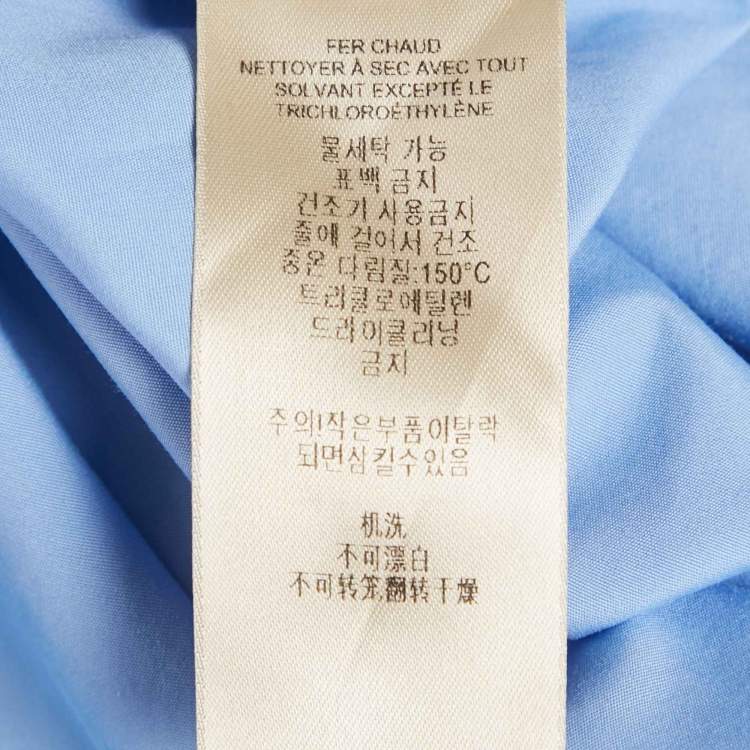 FER CHAUD
NETTOYER À SEC AVEC TOUT
SOLVANT EXCEPTÉ LE
TRICHLOROÉTHYLÈNE
물세탁 가능
표백 금지
건조기 사용금지
줄에 걸어서 건조
중온 다림질:150°C
트리클로에틸렌
드라이클리닝
금지
주의!작은부품이탈락
되면삼킬수있음
机洗
不可漂白
不可转笼翻转干燥